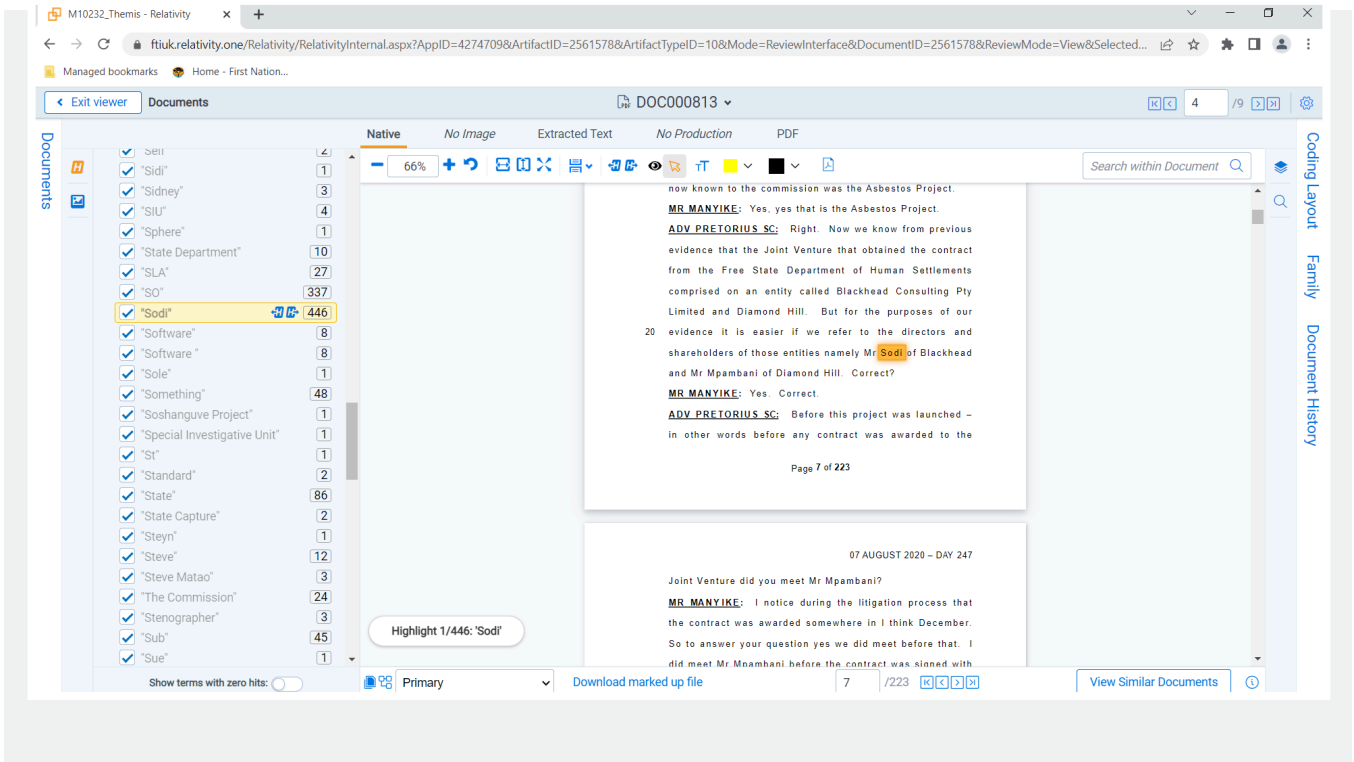 M10232_Themis - Relativity
ftiuk.relativity.one/Relativity/RelativityInternal.aspx?AppID=4274709&ArtifactID=2561578&ArtifactTypeID=10&Mode=ReviewInterface&DocumentID=2561578&ReviewMode=View&Selected...
Managed bookmarks Home - First Nation...
Exit viewer Documents DOC000813 4 /9
Documents
Native No Image Extracted Text No Production PDF
66% Search within Document
"Sell" 2
"Sidi" 1
"Sidney" 3
"SIU" 4
"Sphere" 1
"State Department" 10
"SLA" 27
"SO" 337
"Sodi" 446
"Software" 8
"Software " 8
"Sole" 1
"Something" 48
"Soshanguve Project" 1
"Special Investigative Unit" 1
"St" 1
"Standard" 2
"State" 86
"State Capture" 2
"Steyn" 1
"Steve" 12
"Steve Matao" 3
"The Commission" 24
"Stenographer" 3
"Sub" 45
"Sue" 1
Show terms with zero hits:
now known to the commission was the Asbestos Project.
MR MANYIKE: Yes, yes that is the Asbestos Project.
ADV PRETORIUS SC: Right. Now we know from previous
evidence that the Joint Venture that obtained the contract
from the Free State Department of Human Settlements
comprised on an entity called Blackhead Consulting Pty
Limited and Diamond Hill. But for the purposes of our
20 evidence it is easier if we refer to the directors and
shareholders of those entities namely Mr Sodi of Blackhead
and Mr Mpambani of Diamond Hill. Correct?
MR MANYIKE: Yes. Correct.
ADV PRETORIUS SC: Before this project was launched –
in other words before any contract was awarded to the
Page 7 of 223
07 AUGUST 2020 – DAY 247
Joint Venture did you meet Mr Mpambani?
MR MANYIKE: I notice during the litigation process that
the contract was awarded somewhere in I think December.
So to answer your question yes we did meet before that. I
did meet Mr Mpambani before the contract was signed with
Highlight 1/446: 'Sodi'
Primary Download marked up file 7 /223 View Similar Documents
Coding Layout
Family
Document History